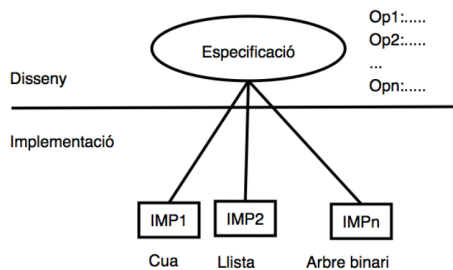 Op1:.....
Especificació
Op2:.....
...
Disseny
Opn:.....
Implementació
IMP1
IMP2
IMPn
Cua
Llista
Arbre binari